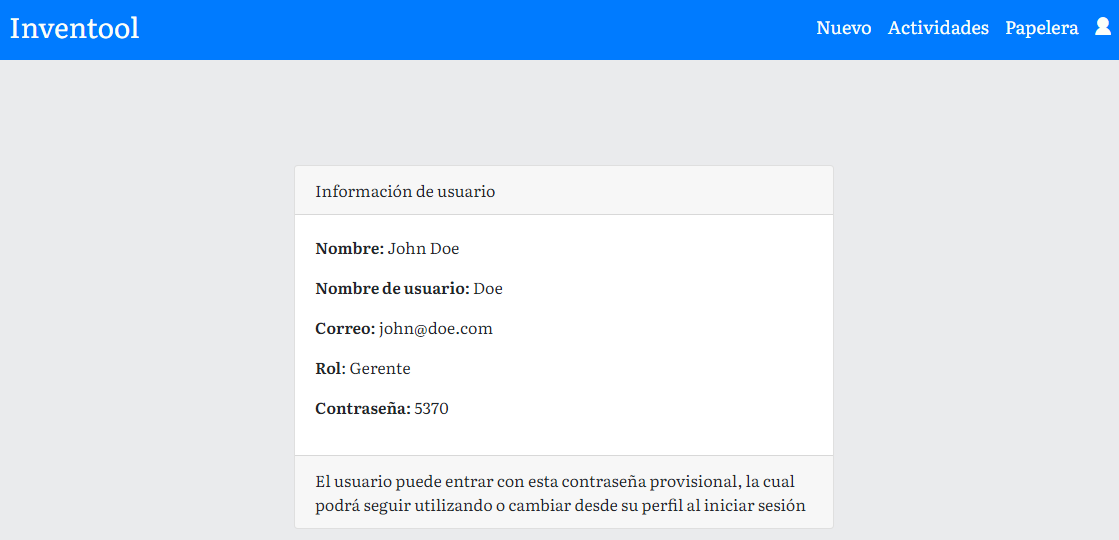 Inventool
Nuevo Actividades Papelera
Información de usuario
Nombre: John Doe
Nombre de usuario: Doe
Correo: john@doe.com
Rol: Gerente
Contraseña: 5370
El usuario puede entrar con esta contraseña provisional, la cual
podrá seguir utilizando o cambiar desde su perfil al iniciar sesión